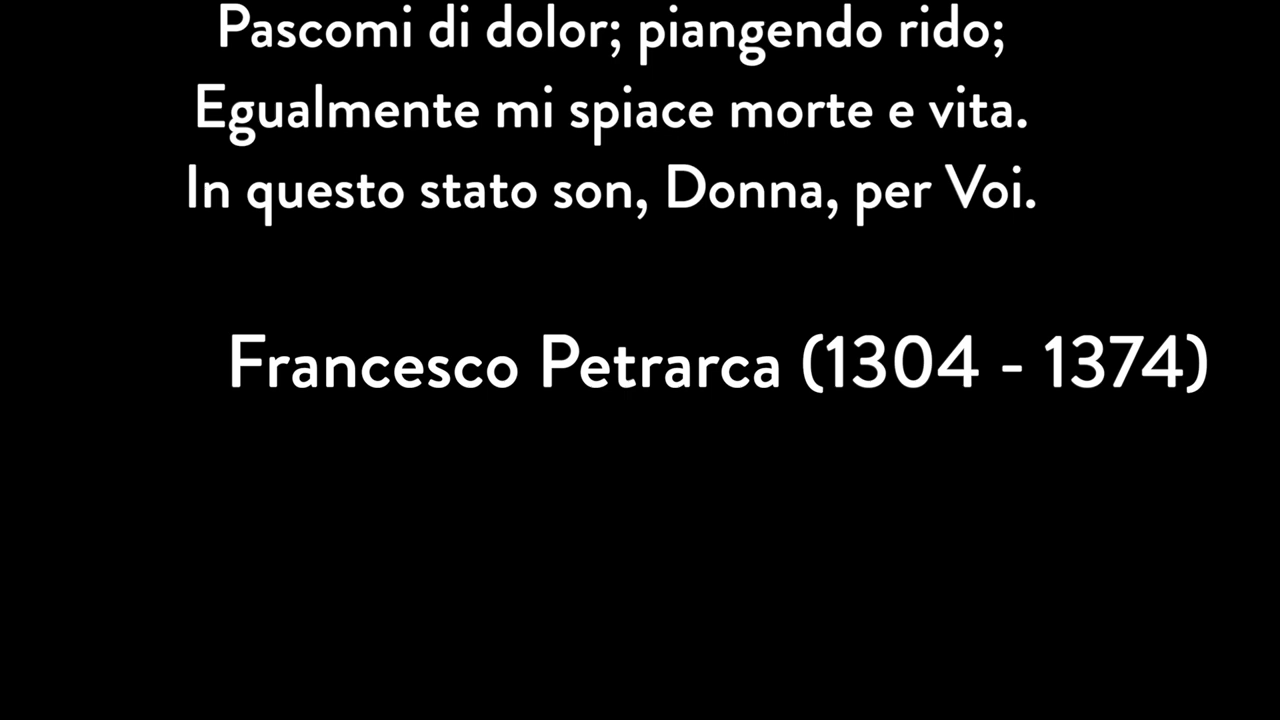 Pascomi di dolor; piangendo rido;
Egualmente mi spiace morte e vita.
In questo stato son, Donna, per Voi.
Francesco Petrarca (1304 - 1374)